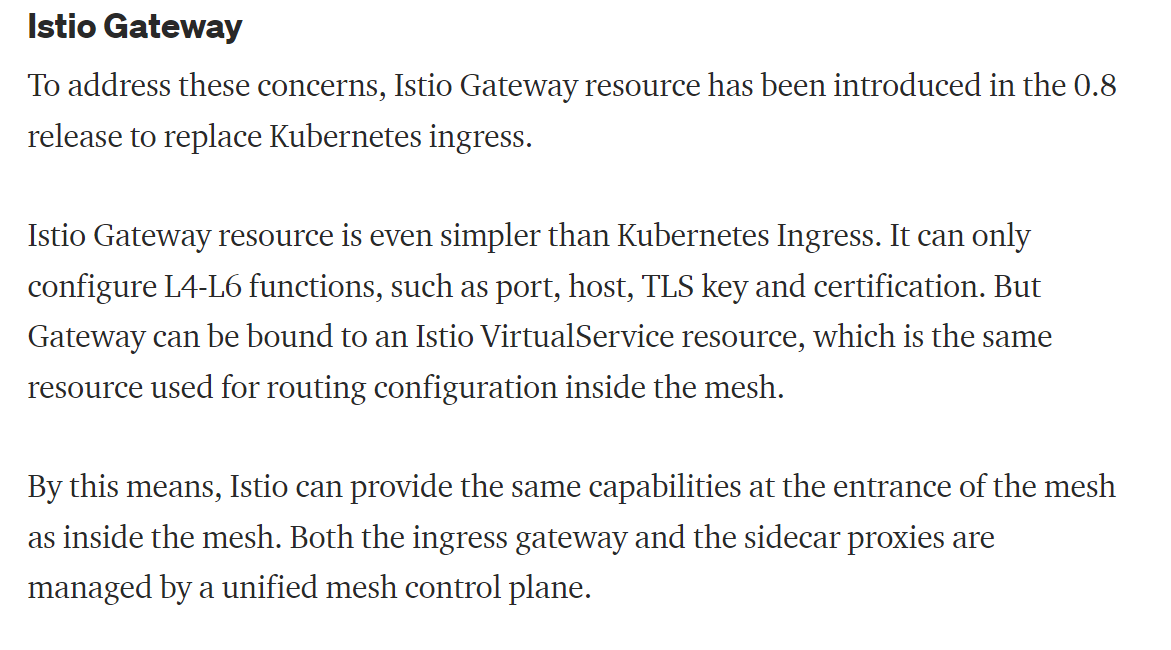 Istio Gateway
To address these concerns, Istio Gateway resource has been introduced in the 0.8
release to replace Kubernetes ingress.
Istio Gateway resource is even simpler than Kubernetes Ingress. It can only
configure L4-L6 functions, such as port, host, TLS key and certification. But
Gateway can be bound to an Istio VirtualService resource, which is the same
resource used for routing configuration inside the mesh.
By this means, Istio can provide the same capabilities at the entrance of the mesh
as inside the mesh. Both the ingress gateway and the sidecar proxies are
managed by a unified mesh control plane.